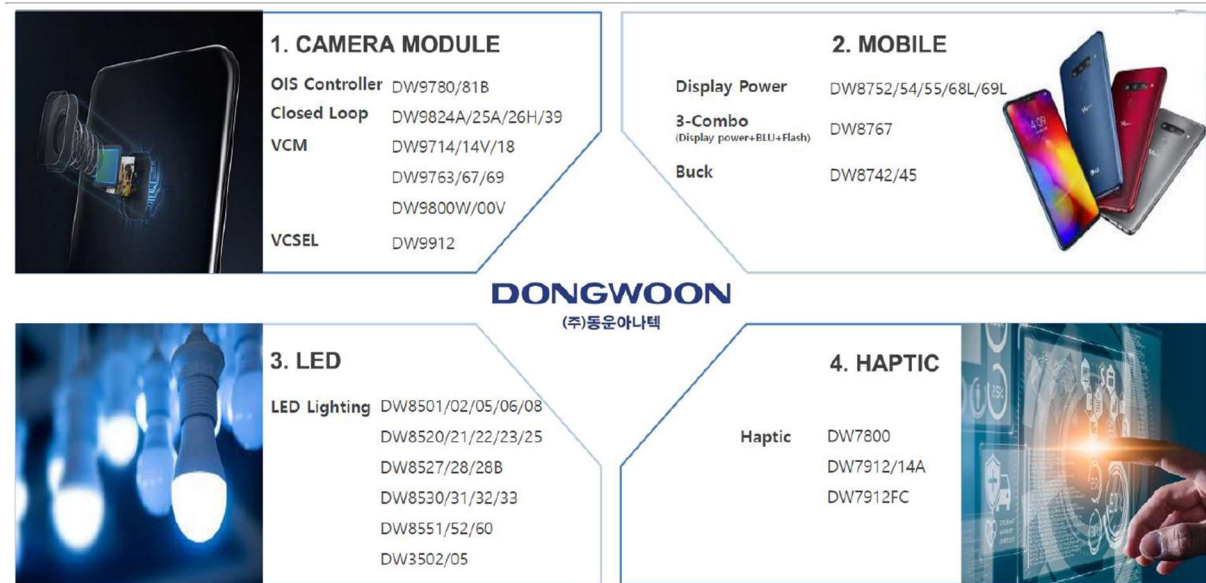 1. CAMERA MODULE
OIS Controller DW9780/81B
Closed Loop DW9824A/25A/26H/39
VCM DW9714/14V/18
DW9763/67/69
DW9800W/00V
VCSEL DW9912
2. MOBILE
Display Power DW8752/54/55/68L/69L
3-Combo DW8767
(Display power+BLU+Flash)
Buck DW8742/45
4:09
DONGWOON
(주)동운아나텍
3. LED
LED Lighting DW8501/02/05/06/08
DW8520/21/22/23/25
DW8527/28/28B
DW8530/31/32/33
DW8551/52/60
DW3502/05
4. HAPTIC
Haptic DW7800
DW7912/14A
DW7912FC